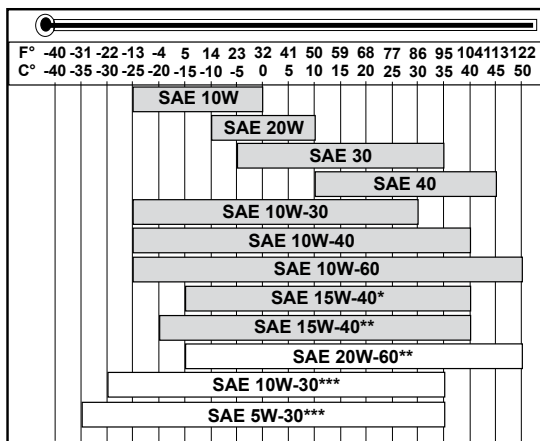 F° -40 -31 -22 -13 -4 5 14 23 32 41 50 59 68 77 86 95 104 113 122
C° -40 -35 -30 -25 -20 -15 -10 -5 0 5 10 15 20 25 30 35 40 45 50
SAE 10W
SAE 20W
SAE 30
SAE 40
SAE 10W-30
SAE 10W-40
SAE 10W-60
SAE 15W-40*
SAE 15W-40**
SAE 20W-60**
SAE 10W-30***
SAE 5W-30***